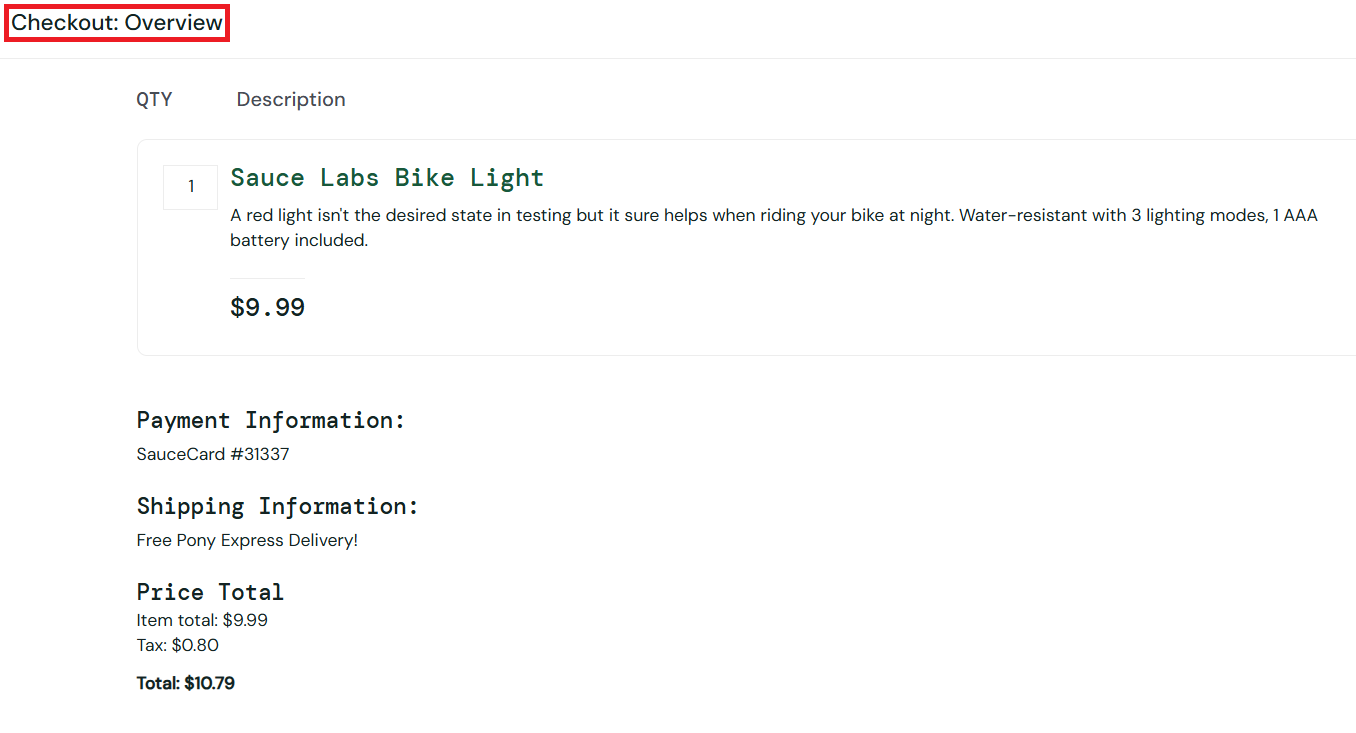 Checkout: Overview
QTY Description
1 Sauce Labs Bike Light
A red light isn't the desired state in testing but it sure helps when riding your bike at night. Water-resistant with 3 lighting modes, 1 AAA
battery included.
$9.99
Payment Information:
SauceCard #31337
Shipping Information:
Free Pony Express Delivery!
Price Total
Item total: $9.99
Tax: $0.80
Total: $10.79